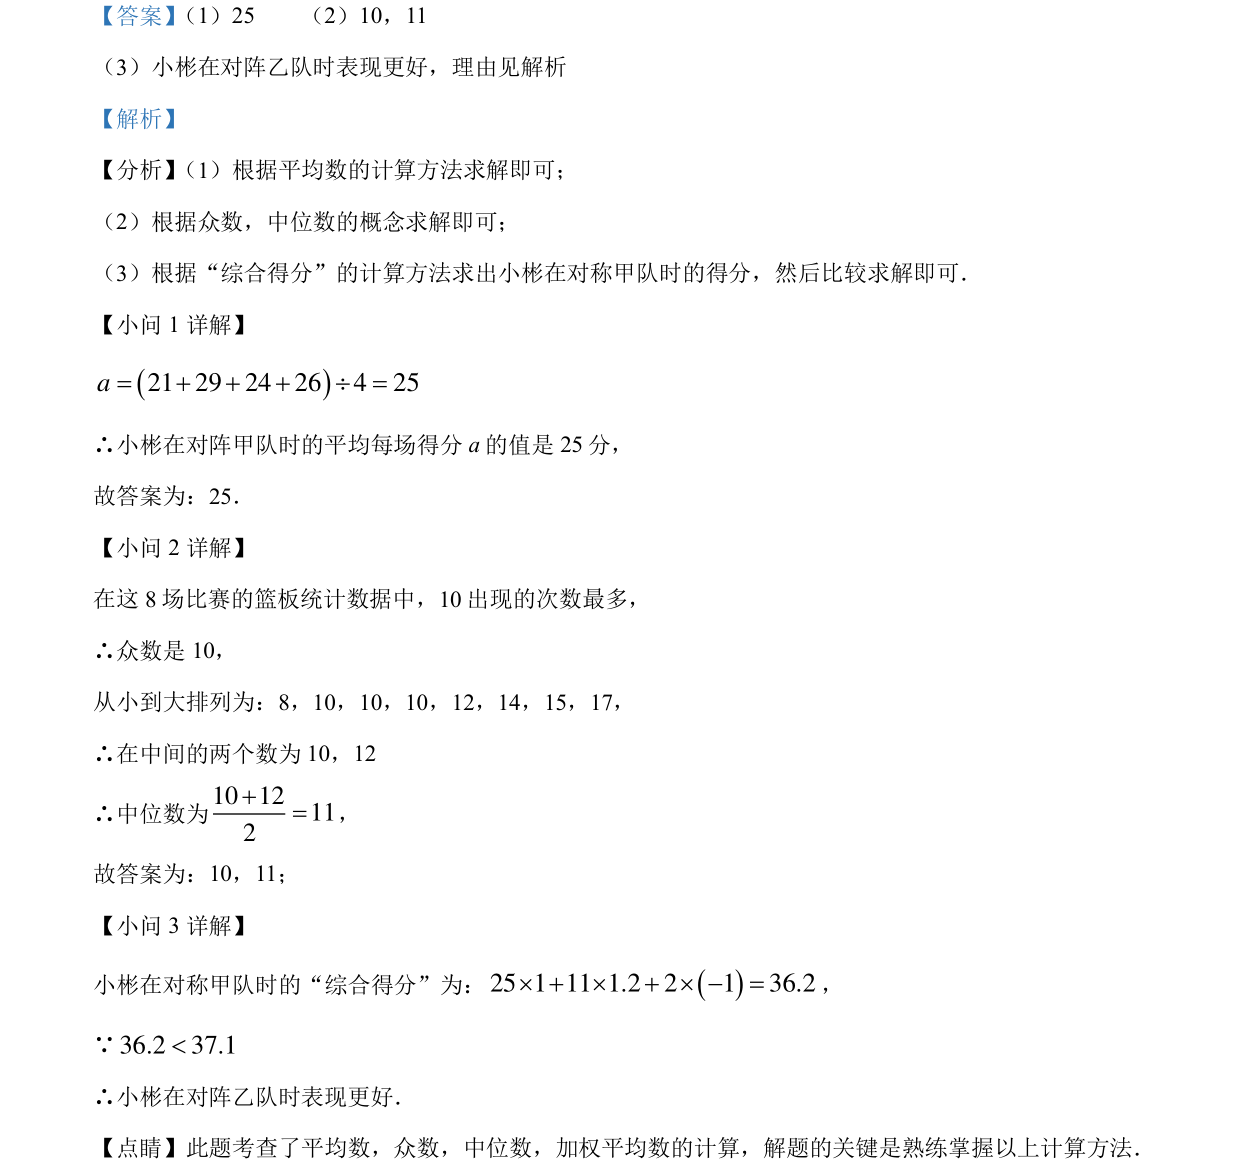 【答案】（1）25　　（2）10，11
（3）小彬在对阵乙队时表现更好，理由见解析
【解析】
【分析】（1）根据平均数的计算方法求解即可；
（2）根据众数，中位数的概念求解即可；
（3）根据“综合得分”的计算方法求出小彬在对称甲队时的得分，然后比较求解即可．
【小问 1 详解】
a＝(21+29+24+26)÷4＝25
∴小彬在对阵甲队时的平均每场得分 a 的值是 25 分，
故答案为：25．
【小问 2 详解】
在这 8 场比赛的篮板统计数据中，10 出现的次数最多，
∴众数是 10，
从小到大排列为：8，10，10，10，12，14，15，17，
∴在中间的两个数为 10，12
∴中位数为 (10+12)/2 = 11，
故答案为：10，11；
【小问 3 详解】
小彬在对称甲队时的“综合得分”为：25×1+11×1.2+2×(−1)＝36.2，
∵36.2＜37.1
∴小彬在对阵乙队时表现更好．
【点睛】此题考查了平均数，众数，中位数，加权平均数的计算，解题的关键是熟练掌握以上计算方法．